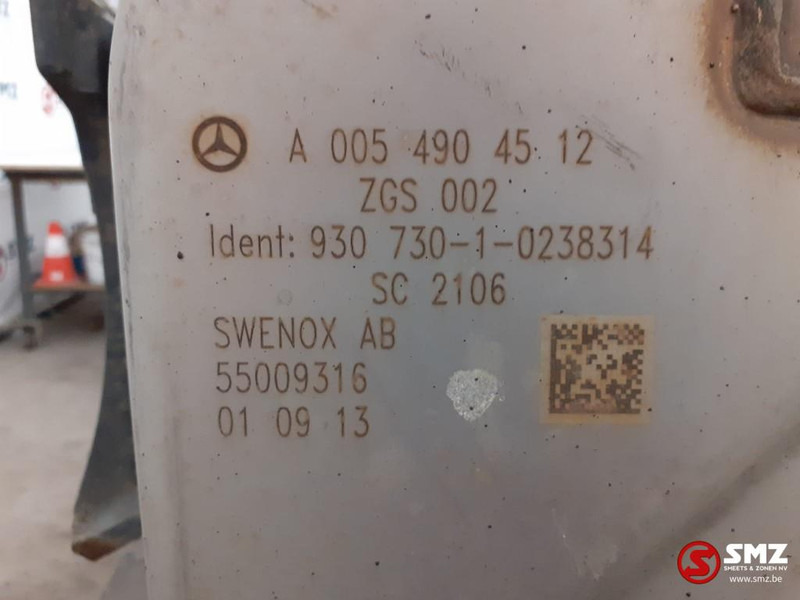 A 005 490 45 12
ZGS 002
Ident: 930 730-1-0238314
SC 2106
SWENOX AB
55009316
01 09 13
SMZ
SMEETS & ZONEN NV
www.smz.be